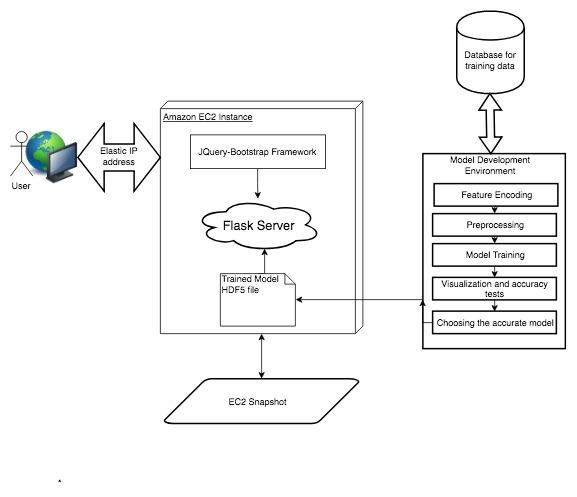 Database for
training data
Amazon EC2 Instance
JQuery-Bootstrap Framework
Elastic IP
address
User
Flask Server
Trained Model
HDF5 file
EC2 Snapshot
Model Development
Environment
Feature Encoding
Preprocessing
Model Training
Visualization and accuracy
tests
Choosing the accurate model